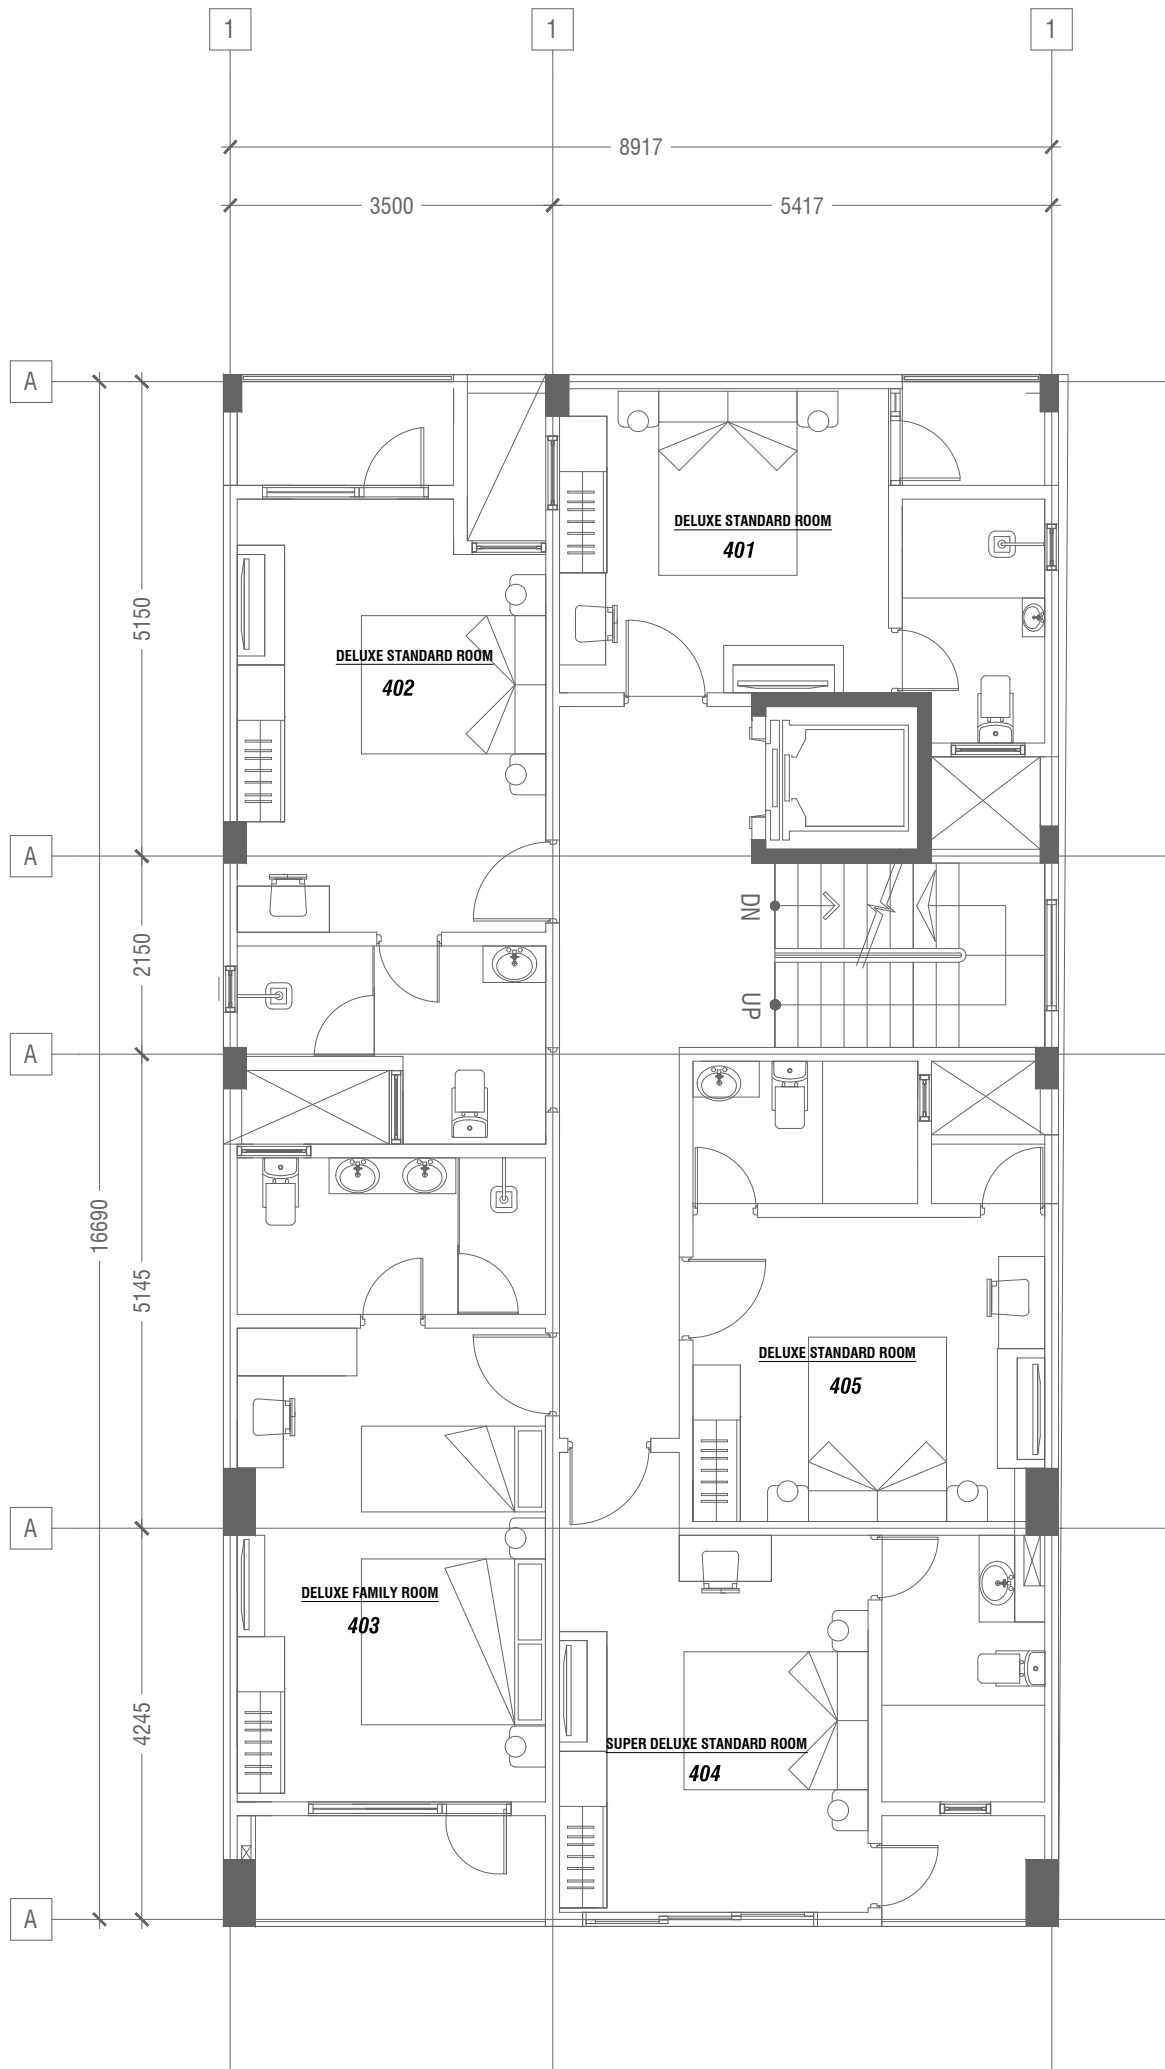 1
1
1
8917
3500
5417
A
DELUXE STANDARD ROOM
401
5150
DELUXE STANDARD ROOM
402
A
DN
2150
UP
A
16690
5145
DELUXE STANDARD ROOM
405
A
DELUXE FAMILY ROOM
403
4245
SUPER DELUXE STANDARD ROOM
404
A